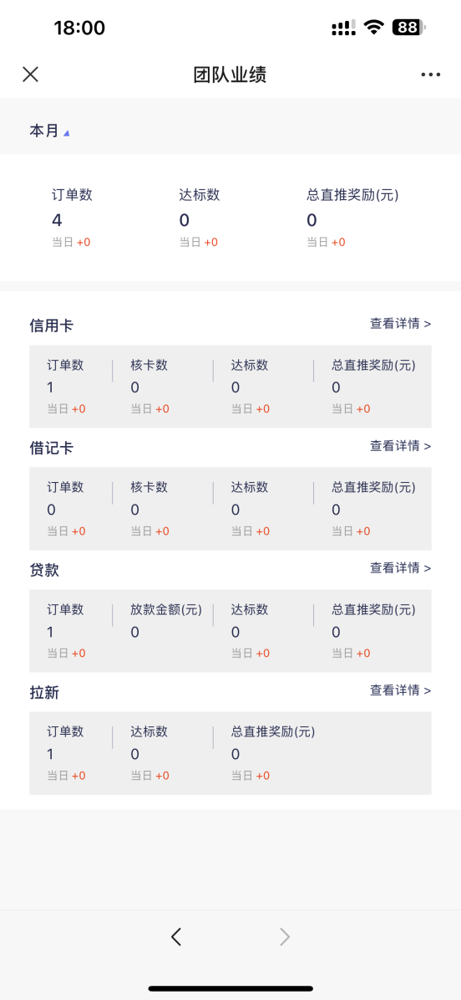 18:00
88
团队业绩
本月
订单数 达标数 总直推奖励(元)
4 0 0
当日 +0 当日 +0 当日 +0
信用卡 查看详情 >
订单数 核卡数 达标数 总直推奖励(元)
1 0 0 0
当日 +0 当日 +0 当日 +0 当日 +0
借记卡 查看详情 >
订单数 核卡数 达标数 总直推奖励(元)
0 0 0 0
当日 +0 当日 +0 当日 +0 当日 +0
贷款 查看详情 >
订单数 放款金额(元) 达标数 总直推奖励(元)
1 0 0 0
当日 +0 当日 +0 当日 +0
拉新 查看详情 >
订单数 达标数 总直推奖励(元)
1 0 0
当日 +0 当日 +0 当日 +0